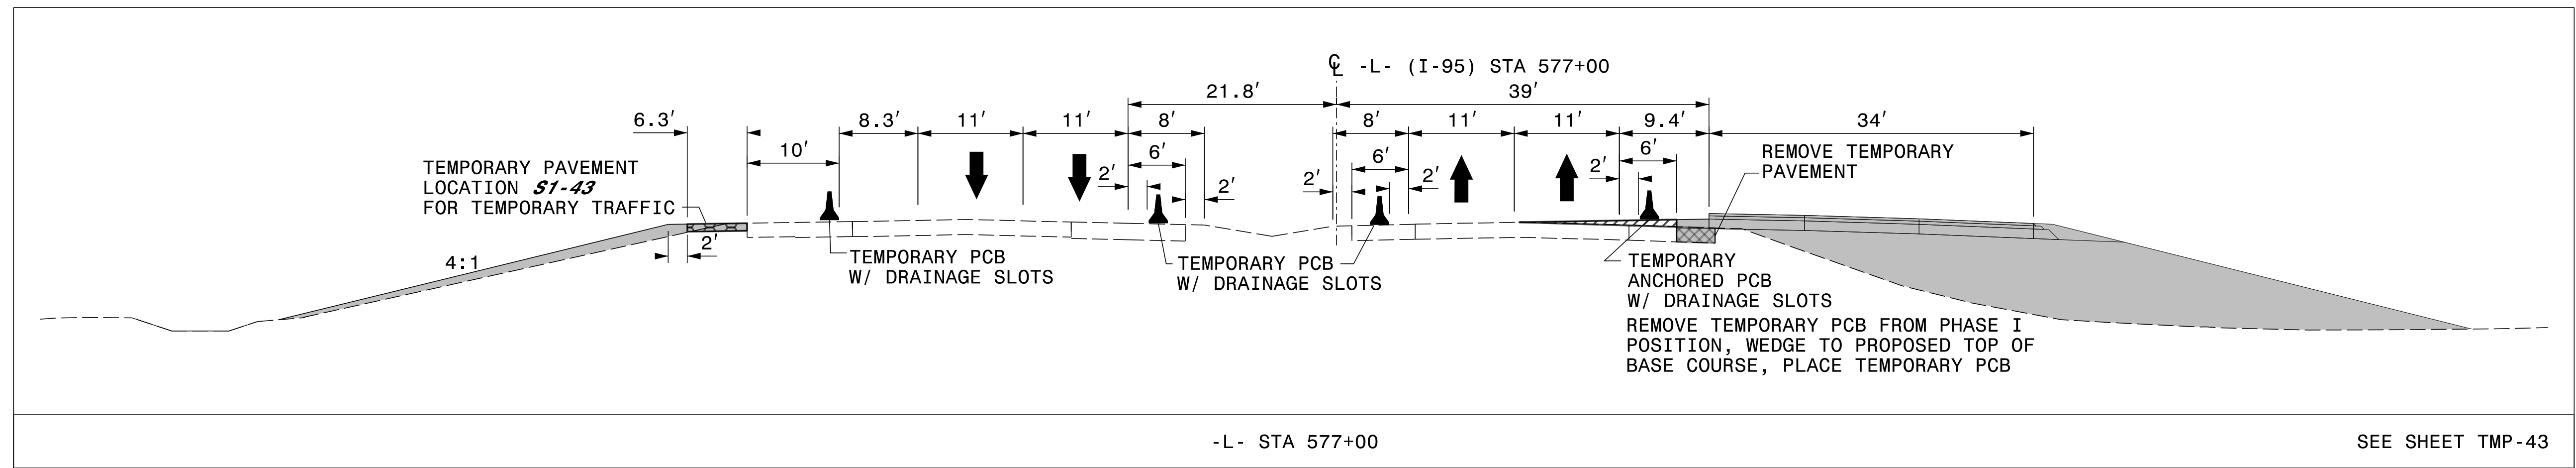 ℄ -L- (I-95) STA 577+00
21.8′
39′
6.3′
8.3′
11′
11′
8′
8′
11′
11′
9.4′
34′
10′
6′
6′
6′
2′
2′
2′
2′
2′
TEMPORARY PAVEMENT
LOCATION S1-43
FOR TEMPORARY TRAFFIC
REMOVE TEMPORARY
PAVEMENT
2′
4:1
TEMPORARY PCB
W/ DRAINAGE SLOTS
TEMPORARY PCB
W/ DRAINAGE SLOTS
TEMPORARY
ANCHORED PCB
W/ DRAINAGE SLOTS
REMOVE TEMPORARY PCB FROM PHASE I
POSITION, WEDGE TO PROPOSED TOP OF
BASE COURSE, PLACE TEMPORARY PCB
-L- STA 577+00
SEE SHEET TMP-43